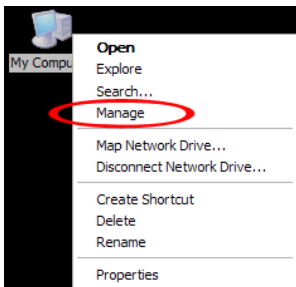 My Compu
Open
Explore
Search...
Manage
Map Network Drive...
Disconnect Network Drive...
Create Shortcut
Delete
Rename
Properties